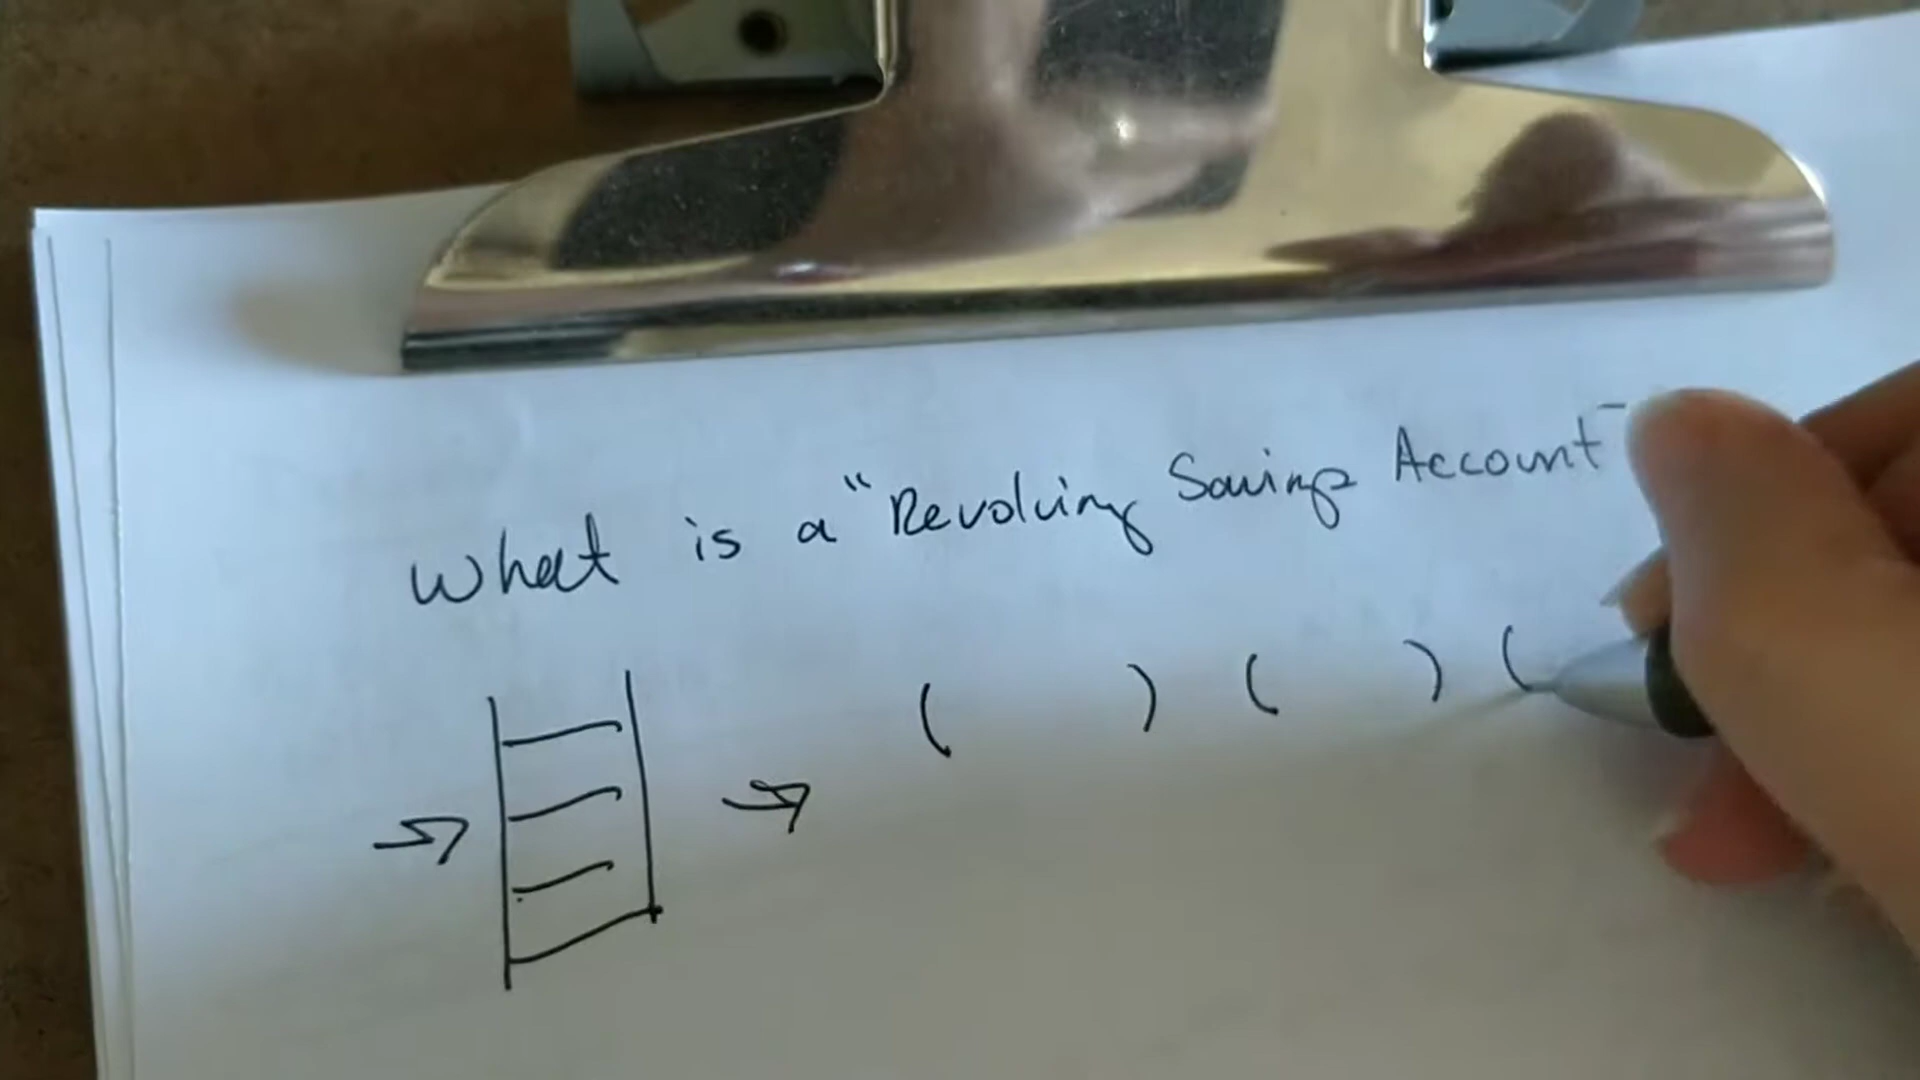 What is a "Revolving Savings Account"
( ) ( ) (